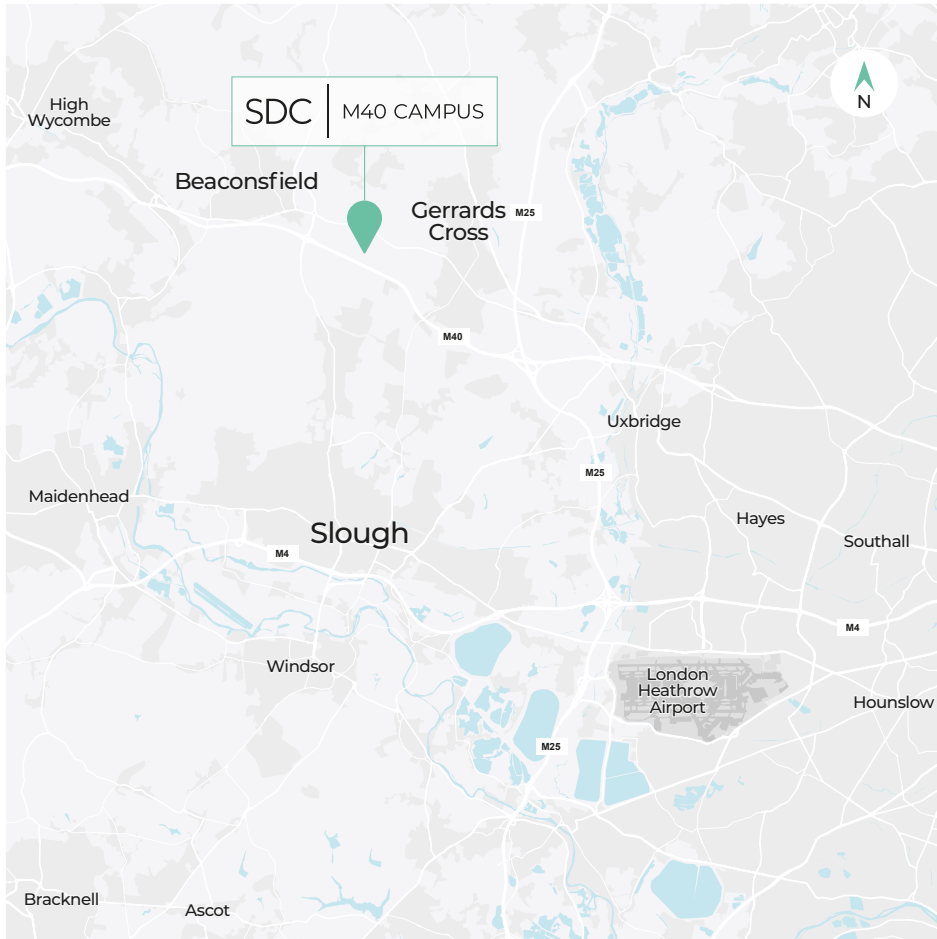 High
Wycombe
SDC | M40 CAMPUS
N
Beaconsfield
Gerrards
Cross
M25
M40
Uxbridge
M25
Maidenhead
Hayes
Slough
Southall
M4
M4
Windsor
London
Heathrow
Airport
Hounslow
M25
Bracknell
Ascot